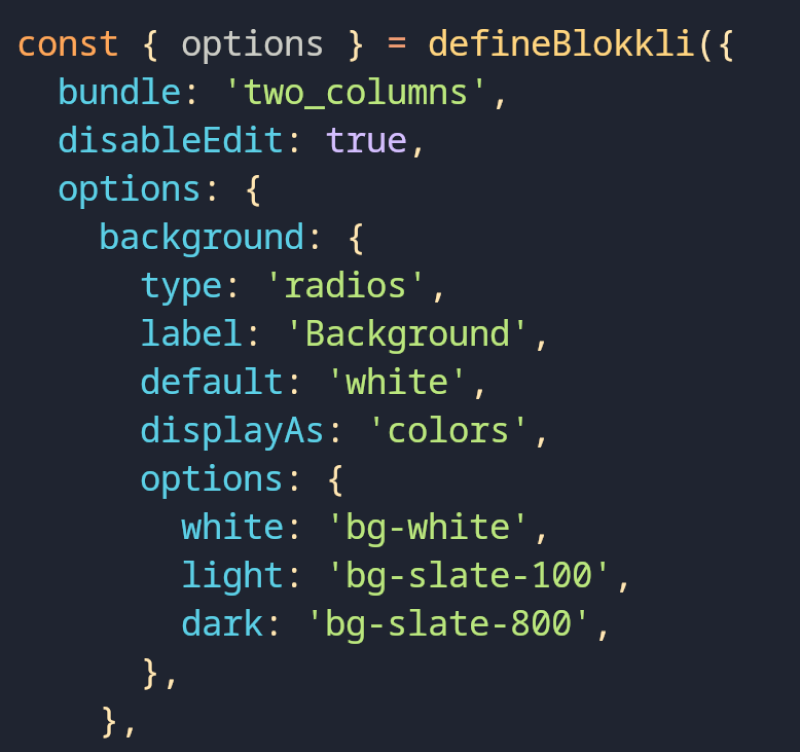 const { options } = defineBlokkli({
  bundle: 'two_columns',
  disableEdit: true,
  options: {
    background: {
      type: 'radios',
      label: 'Background',
      default: 'white',
      displayAs: 'colors',
      options: {
        white: 'bg-white',
        light: 'bg-slate-100',
        dark: 'bg-slate-800',
      },
    },